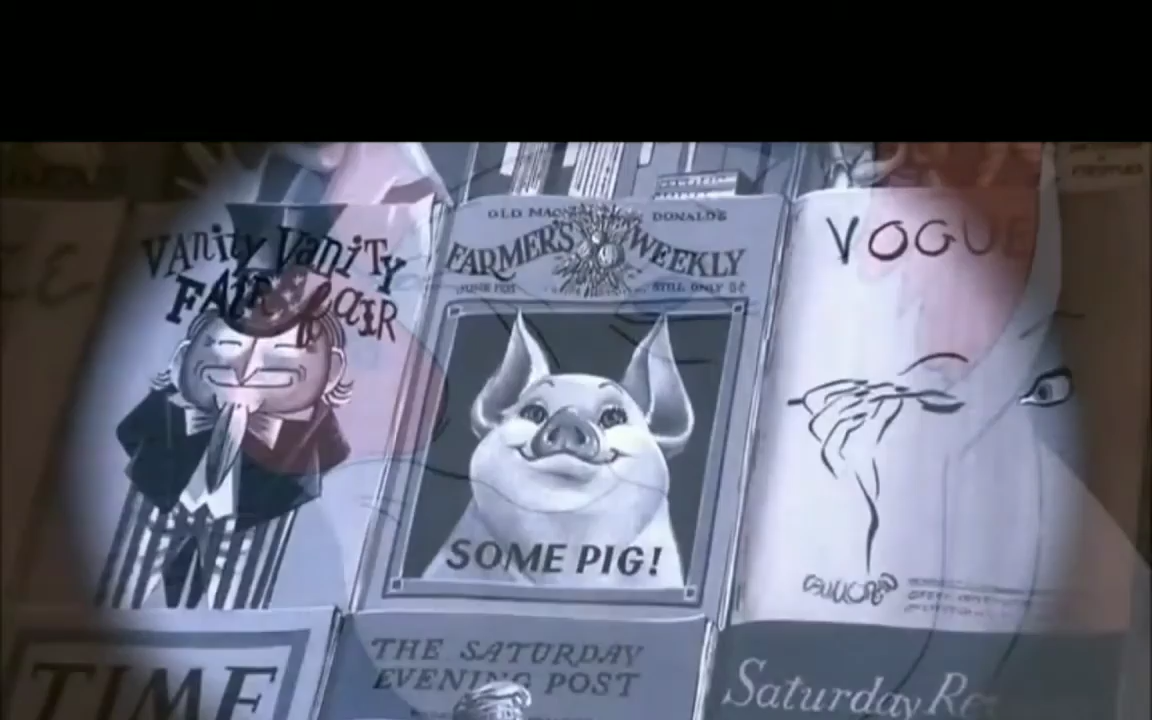 VANITY VANITY
FAIR & FAIR
OLD MAC DONALD'S
FARMER'S WEEKLY
STILL ONLY 5¢
SOME PIG!
VOGUE
TIME
THE SATURDAY
EVENING POST
Saturday Re